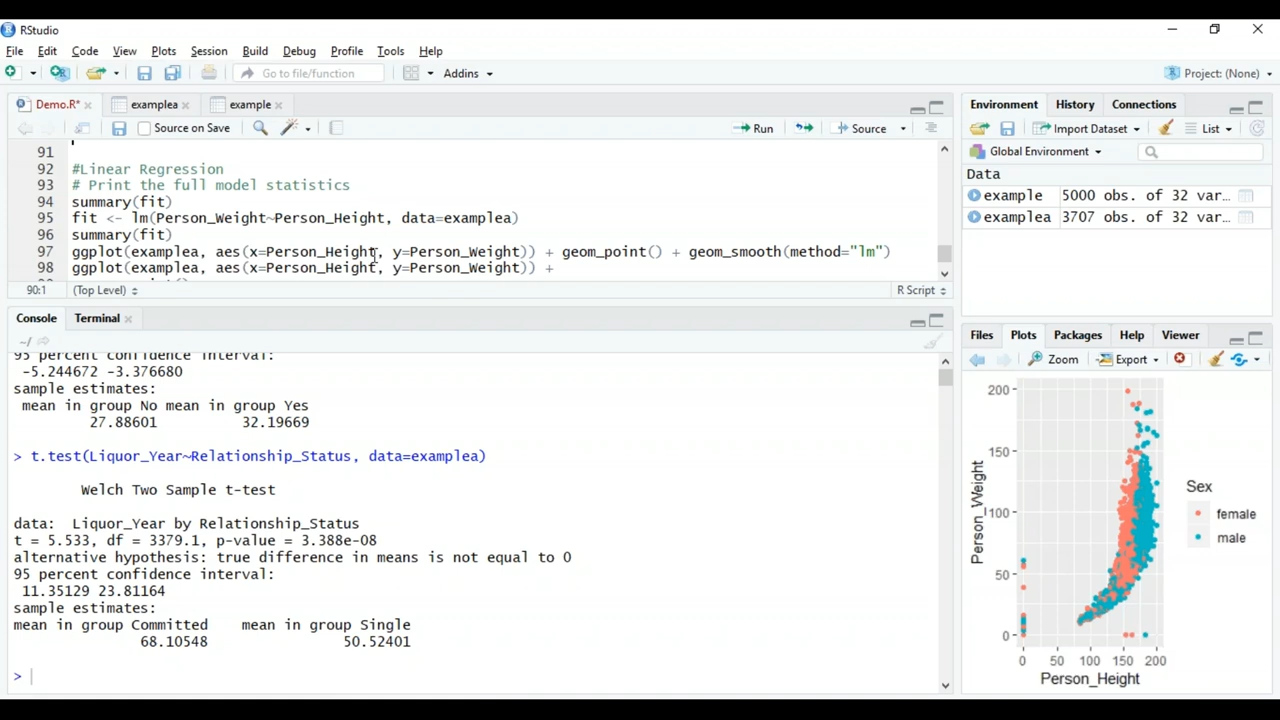 RStudio
File Edit Code View Plots Session Build Debug Profile Tools Help
Go to file/function Addins Project: (None)
Demo.R* examplea example
Source on Save Run Source
91
92 #Linear Regression
93 # Print the full model statistics
94 summary(fit)
95 fit <- lm(Person_Weight~Person_Height, data=examplea)
96 summary(fit)
97 ggplot(examplea, aes(x=Person_Height, y=Person_Weight)) + geom_point() + geom_smooth(method="lm")
98 ggplot(examplea, aes(x=Person_Height, y=Person_Weight)) +
90:1 (Top Level) R Script
Console Terminal
~/
95 percent confidence interval:
-5.244672 -3.376680
sample estimates:
mean in group No mean in group Yes
27.88601 32.19669
> t.test(Liquor_Year~Relationship_Status, data=examplea)
Welch Two Sample t-test
data: Liquor_Year by Relationship_Status
t = 5.533, df = 3379.1, p-value = 3.388e-08
alternative hypothesis: true difference in means is not equal to 0
95 percent confidence interval:
11.35129 23.81164
sample estimates:
mean in group Committed mean in group Single
68.10548 50.52401
>
Environment History Connections
Import Dataset List
Global Environment
Data
example 5000 obs. of 32 var...
examplea 3707 obs. of 32 var...
Files Plots Packages Help Viewer
Zoom Export
200
150
100
50
0
Person_Weight
0 50 100 150 200
Person_Height
Sex
female
male